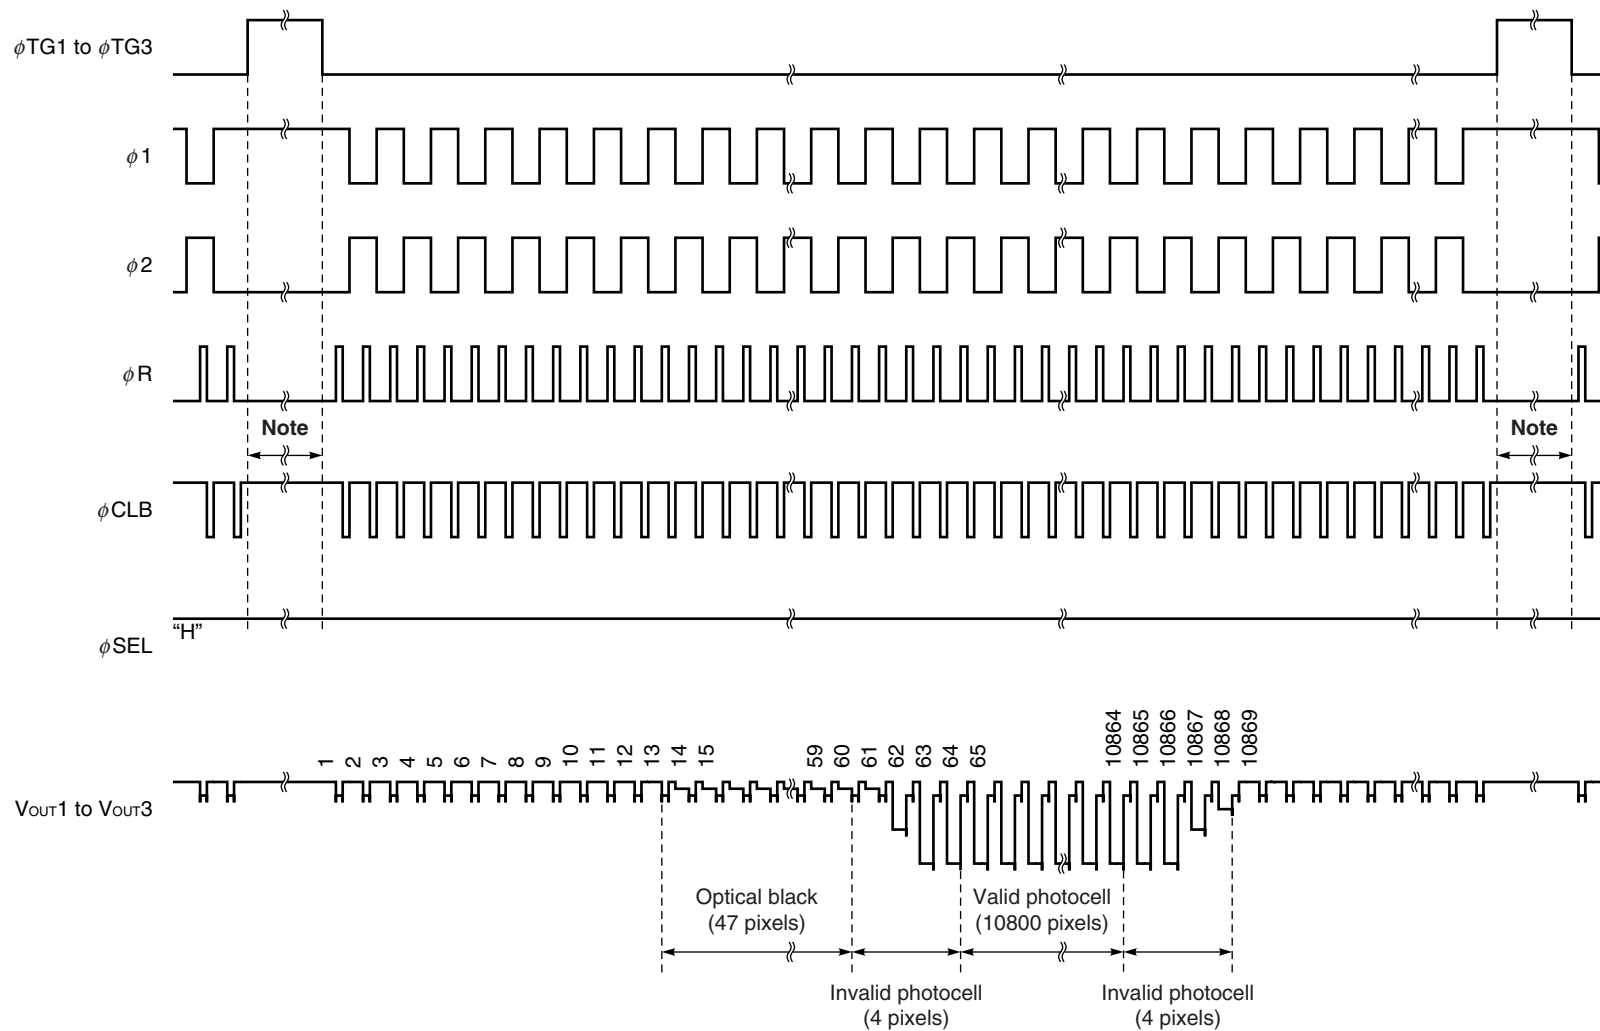 ϕTG1 to ϕTG3
ϕ1
ϕ2
ϕR
Note
Note
ϕCLB
"H"
ϕSEL
1 2 3 4 5 6 7 8 9 10 11 12 13 14 15 59 60 61 62 63 64 65 10864 10865 10866 10867 10868 10869
VOUT1 to VOUT3
Optical black
(47 pixels)
Valid photocell
(10800 pixels)
Invalid photocell
(4 pixels)
Invalid photocell
(4 pixels)